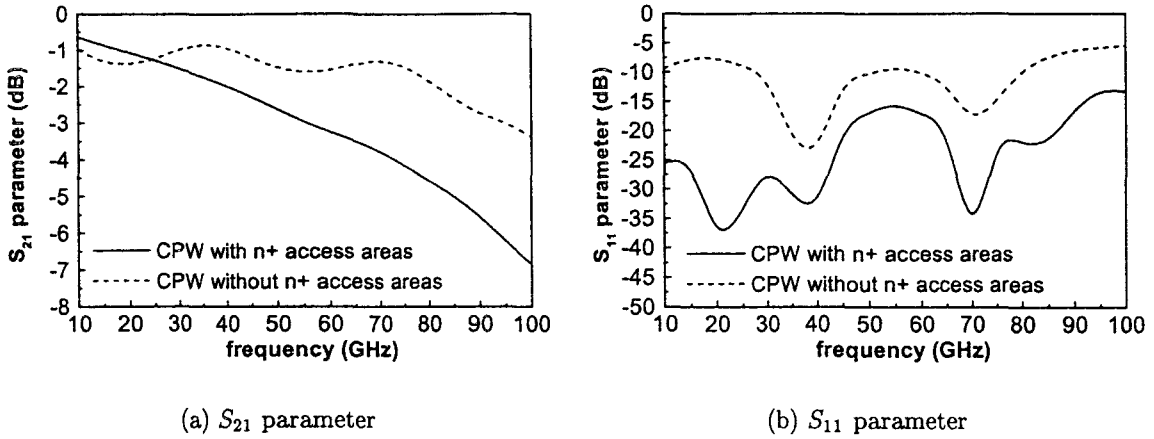 0
-1
-2
-3
-4
-5
-6
-7
-8
S21 parameter (dB)
CPW with n+ access areas
CPW without n+ access areas
10 20 30 40 50 60 70 80 90 100
frequency (GHz)
(a) S21 parameter
0
-5
-10
-15
-20
-25
-30
-35
-40
-45
-50
S11 parameter (dB)
CPW with n+ access areas
CPW without n+ access areas
10 20 30 40 50 60 70 80 90 100
frequency (GHz)
(b) S11 parameter